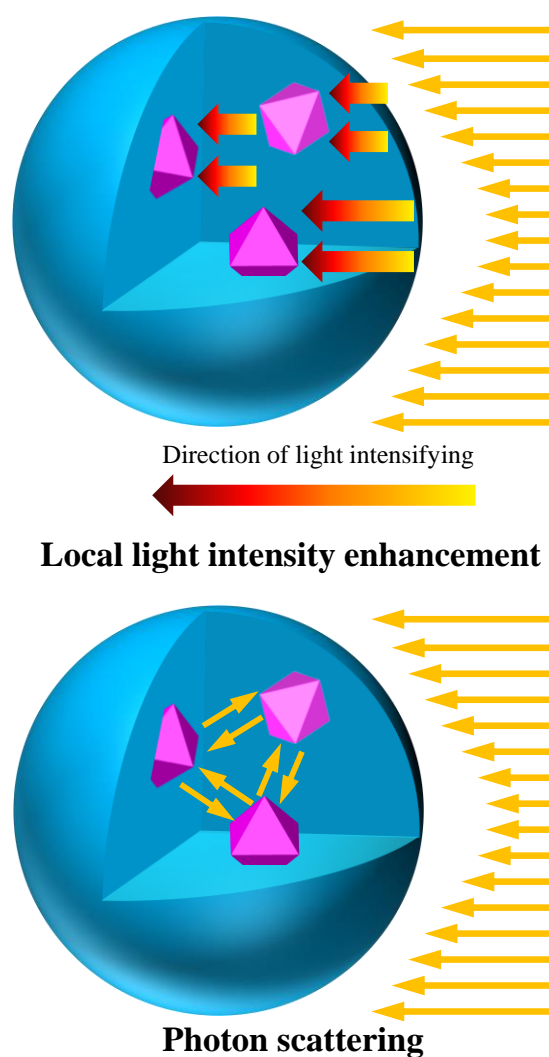 Direction of light intensifying
Local light intensity enhancement
Photon scattering